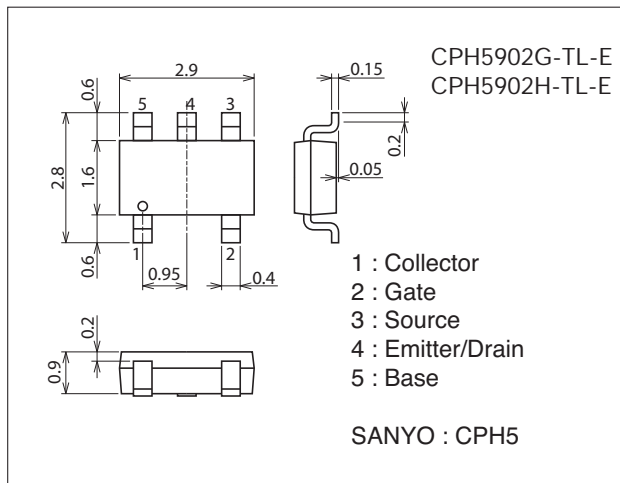 CPH5902G-TL-E
CPH5902H-TL-E
2.9
0.15
0.6
5
4
3
0.2
2.8
1.6
0.05
0.6
1
2
0.95
0.4
1 : Collector
2 : Gate
3 : Source
4 : Emitter/Drain
5 : Base
0.2
0.9
SANYO : CPH5